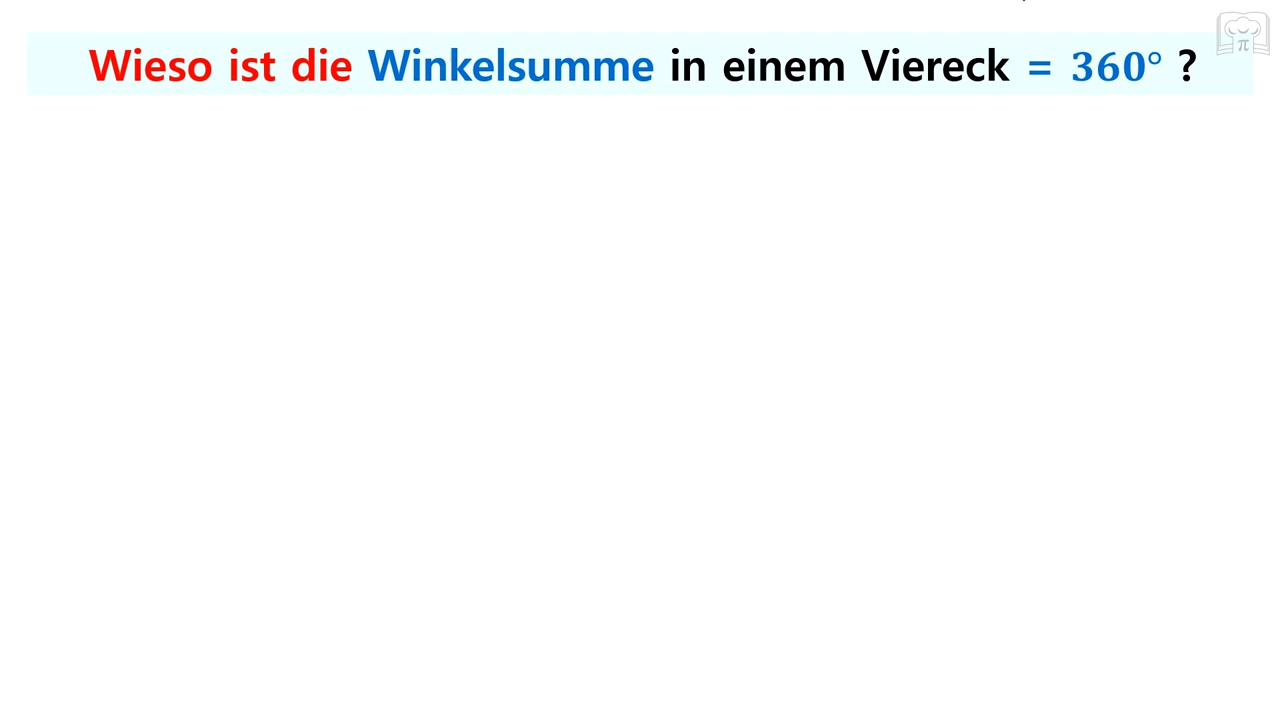 Wieso ist die Winkelsumme in einem Viereck = 360° ?
π